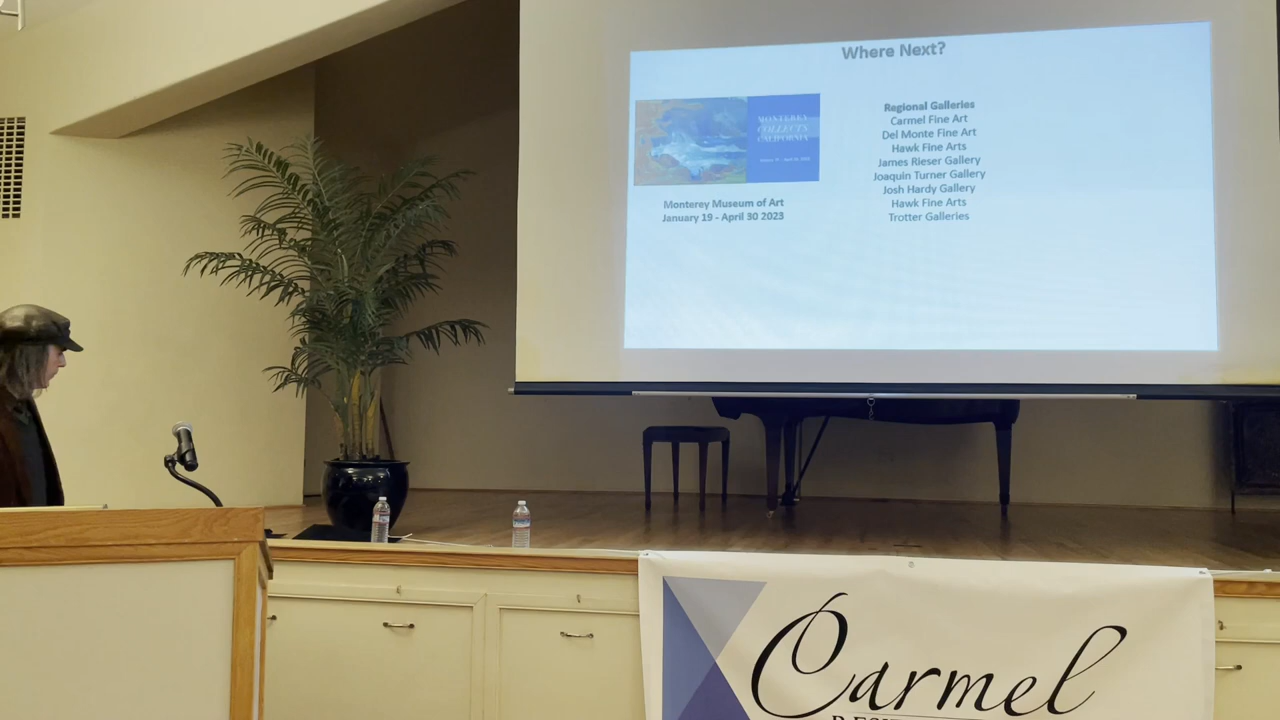 Where Next?
MONTEREY
COLLECTS
CALIFORNIA
Monterey Museum of Art
January 19 - April 30 2023
Regional Galleries
Carmel Fine Art
Del Monte Fine Art
Hawk Fine Arts
James Rieser Gallery
Joaquin Turner Gallery
Josh Hardy Gallery
Hawk Fine Arts
Trotter Galleries
Carmel